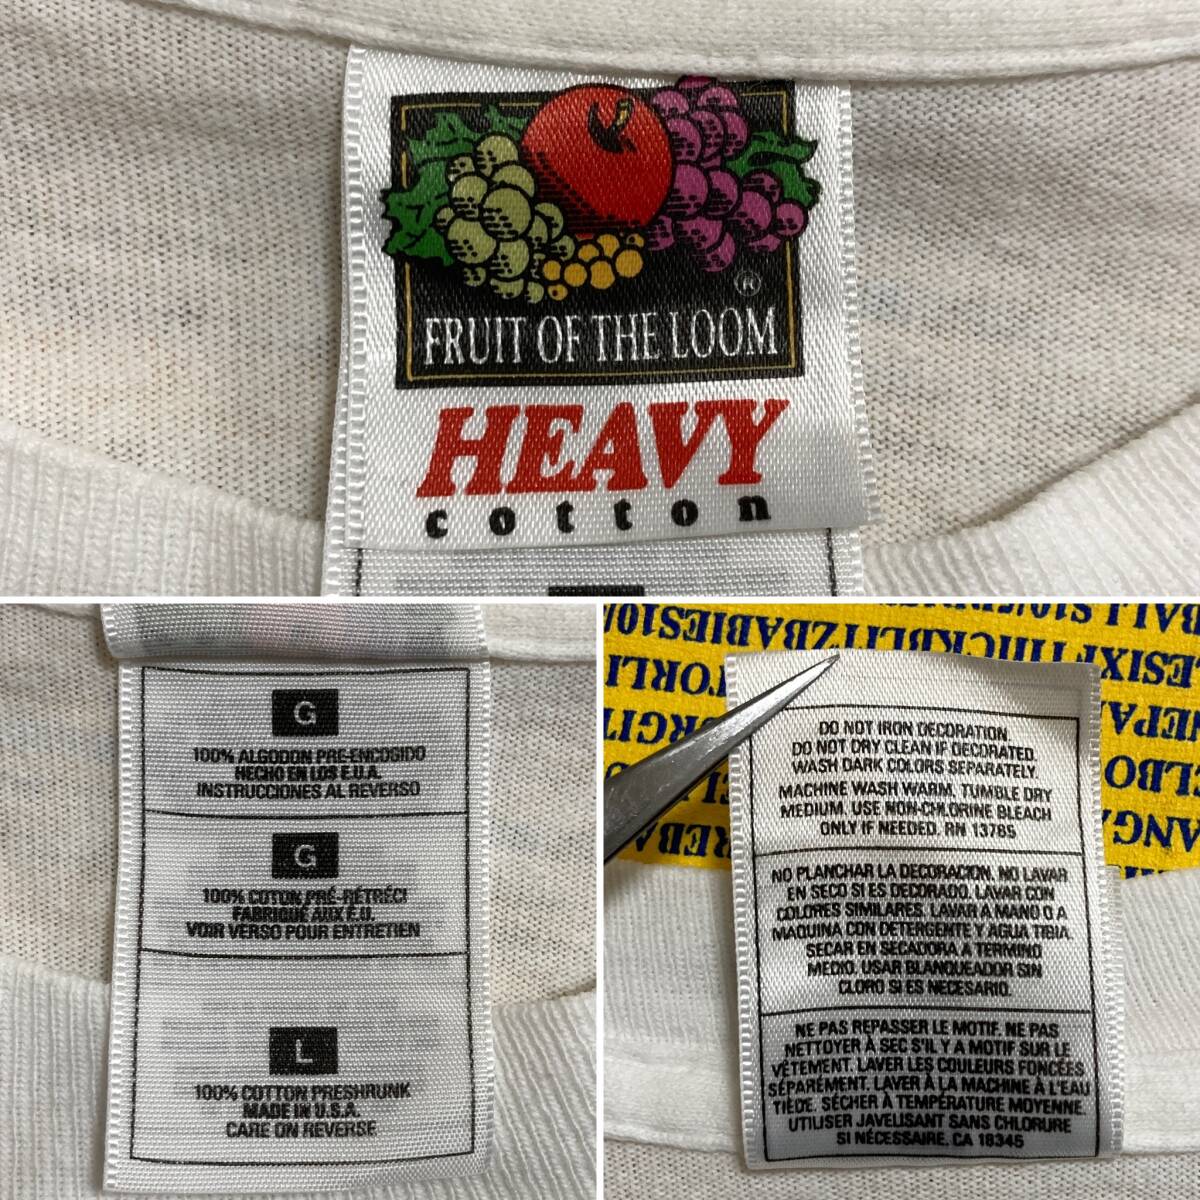 ®
FRUIT OF THE LOOM
HEAVY
cotton
G
100% ALGODON PRE-ENCOGIDO
HECHO EN LOS E.U.A.
INSTRUCCIONES AL REVERSO
G
100% COTON PRÉ-RÉTRÉCI
FABRIQUÉ AUX É.U.
VOIR VERSO POUR ENTRETIEN
L
100% COTTON PRESHRUNK
MADE IN U.S.A.
CARE ON REVERSE
DO NOT IRON DECORATION.
DO NOT DRY CLEAN IF DECORATED.
WASH DARK COLORS SEPARATELY.
MACHINE WASH WARM. TUMBLE DRY
MEDIUM. USE NON-CHLORINE BLEACH
ONLY IF NEEDED. RN 13765
NO PLANCHAR LA DECORACION. NO LAVAR
EN SECO SI ES DECORADO. LAVAR CON
COLORES SIMILARES. LAVAR A MANO O A
MAQUINA CON DETERGENTE Y AGUA TIBIA.
SECAR EN SECADORA A TERMINO
MEDIO. USAR BLANQUEADOR SIN
CLORO SI ES NECESARIO.
NE PAS REPASSER LE MOTIF. NE PAS
NETTOYER À SEC S'IL Y A MOTIF SUR LE
VÊTEMENT. LAVER LES COULEURS FONCÉES
SÉPARÉMENT. LAVER À LA MACHINE À L'EAU
TIÈDE. SÉCHER À TEMPÉRATURE MOYENNE.
UTILISER JAVELISANT SANS CHLORURE
SI NÉCESSAIRE. CA 18345